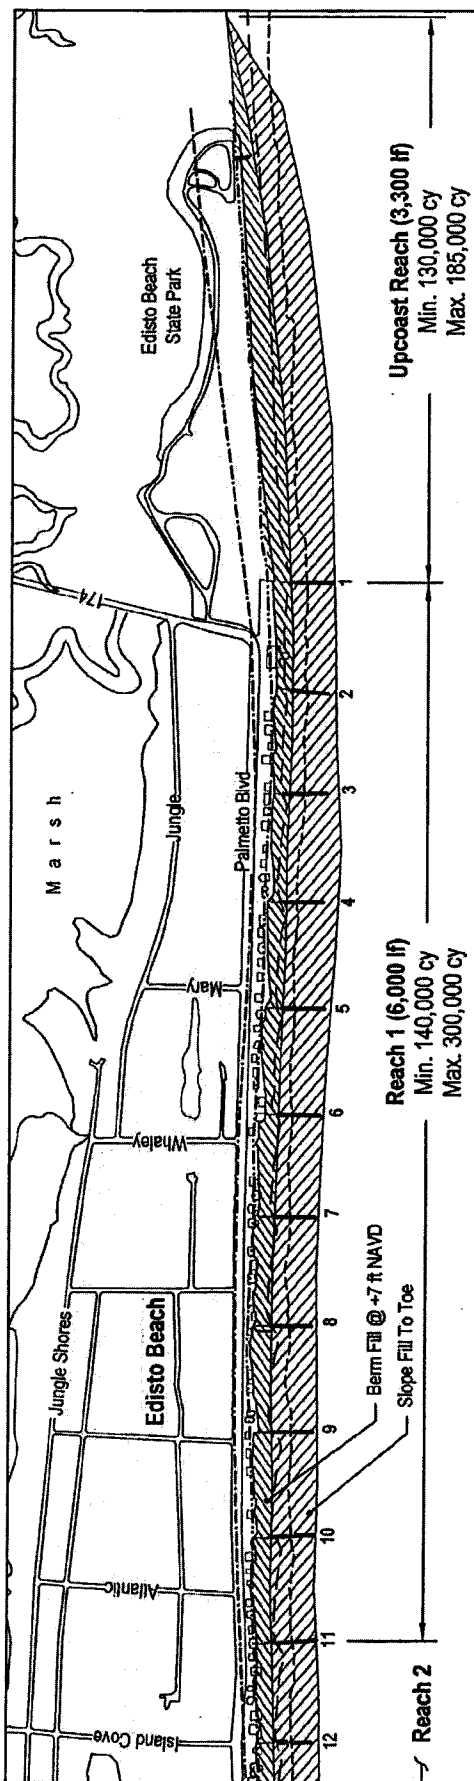 Edisto Beach
State Park
Upcoast Reach (3,300 lf)
Min. 130,000 cy
Max. 185,000 cy
174
1
2
Marsh
Jungle
Palmetto Blvd
3
4
Mary
5
Reach 1 (6,000 lf)
Min. 140,000 cy
Max. 300,000 cy
6
Whaley
7
Jungle Shores
Edisto Beach
8
Berm Fill @ +7 ft NAVD
Slope Fill To Toe
9
10
Atlantic
11
Reach 2
Island Cove
12